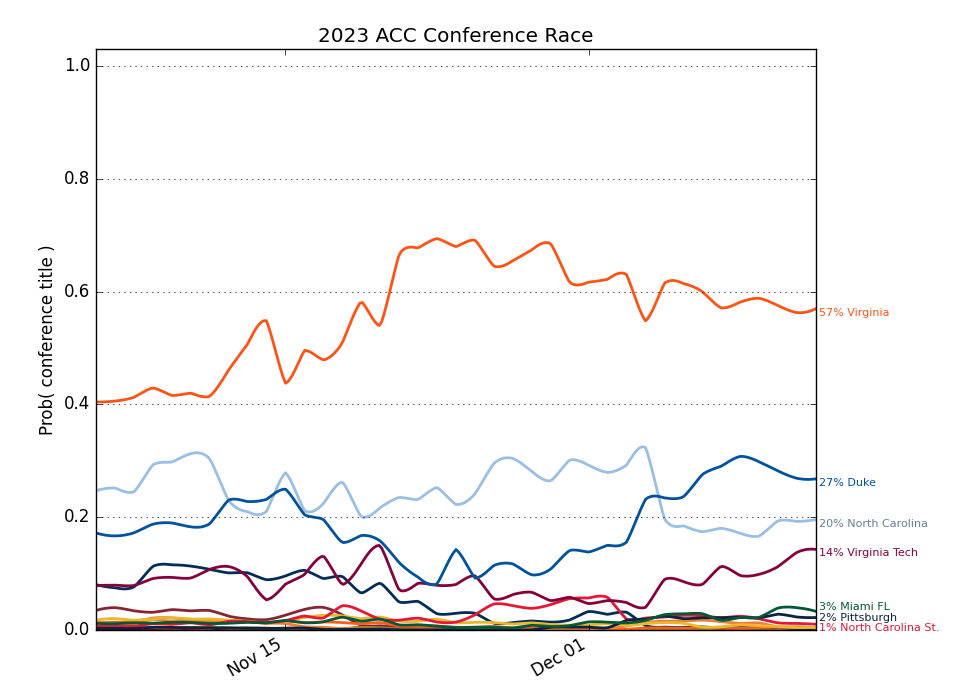 2023 ACC Conference Race
Prob( conference title )
1.0
0.8
0.6
0.4
0.2
0.0
Nov 15
Dec 01
57% Virginia
27% Duke
20% North Carolina
14% Virginia Tech
3% Miami FL
2% Pittsburgh
1% North Carolina St.